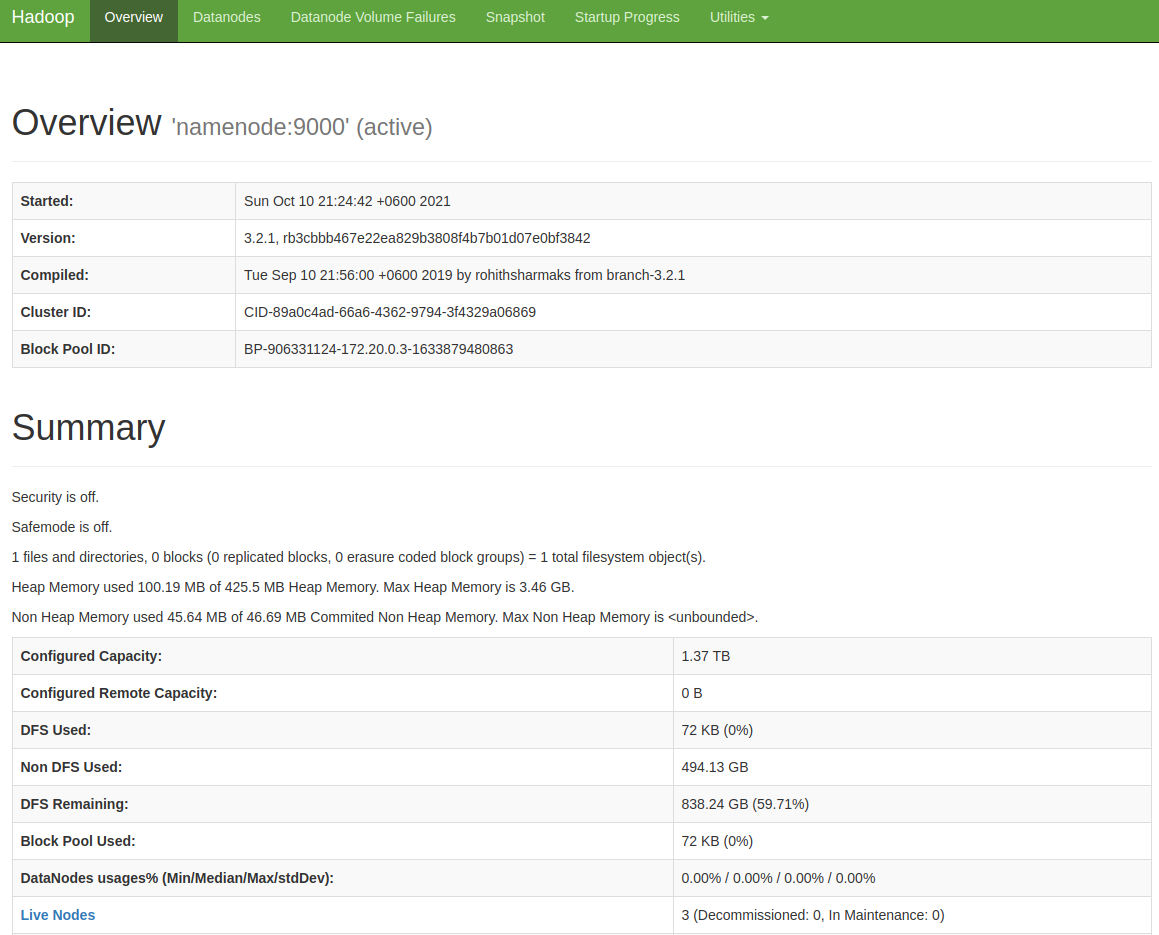 Hadoop Overview Datanodes Datanode Volume Failures Snapshot Startup Progress Utilities
Overview 'namenode:9000' (active)
Started: Sun Oct 10 21:24:42 +0600 2021
Version: 3.2.1, rb3cbbb467e22ea829b3808f4b7b01d07e0bf3842
Compiled: Tue Sep 10 21:56:00 +0600 2019 by rohithsharmaks from branch-3.2.1
Cluster ID: CID-89a0c4ad-66a6-4362-9794-3f4329a06869
Block Pool ID: BP-906331124-172.20.0.3-1633879480863
Summary
Security is off.
Safemode is off.
1 files and directories, 0 blocks (0 replicated blocks, 0 erasure coded block groups) = 1 total filesystem object(s).
Heap Memory used 100.19 MB of 425.5 MB Heap Memory. Max Heap Memory is 3.46 GB.
Non Heap Memory used 45.64 MB of 46.69 MB Commited Non Heap Memory. Max Non Heap Memory is <unbounded>.
Configured Capacity: 1.37 TB
Configured Remote Capacity: 0 B
DFS Used: 72 KB (0%)
Non DFS Used: 494.13 GB
DFS Remaining: 838.24 GB (59.71%)
Block Pool Used: 72 KB (0%)
DataNodes usages% (Min/Median/Max/stdDev): 0.00% / 0.00% / 0.00% / 0.00%
Live Nodes 3 (Decommissioned: 0, In Maintenance: 0)